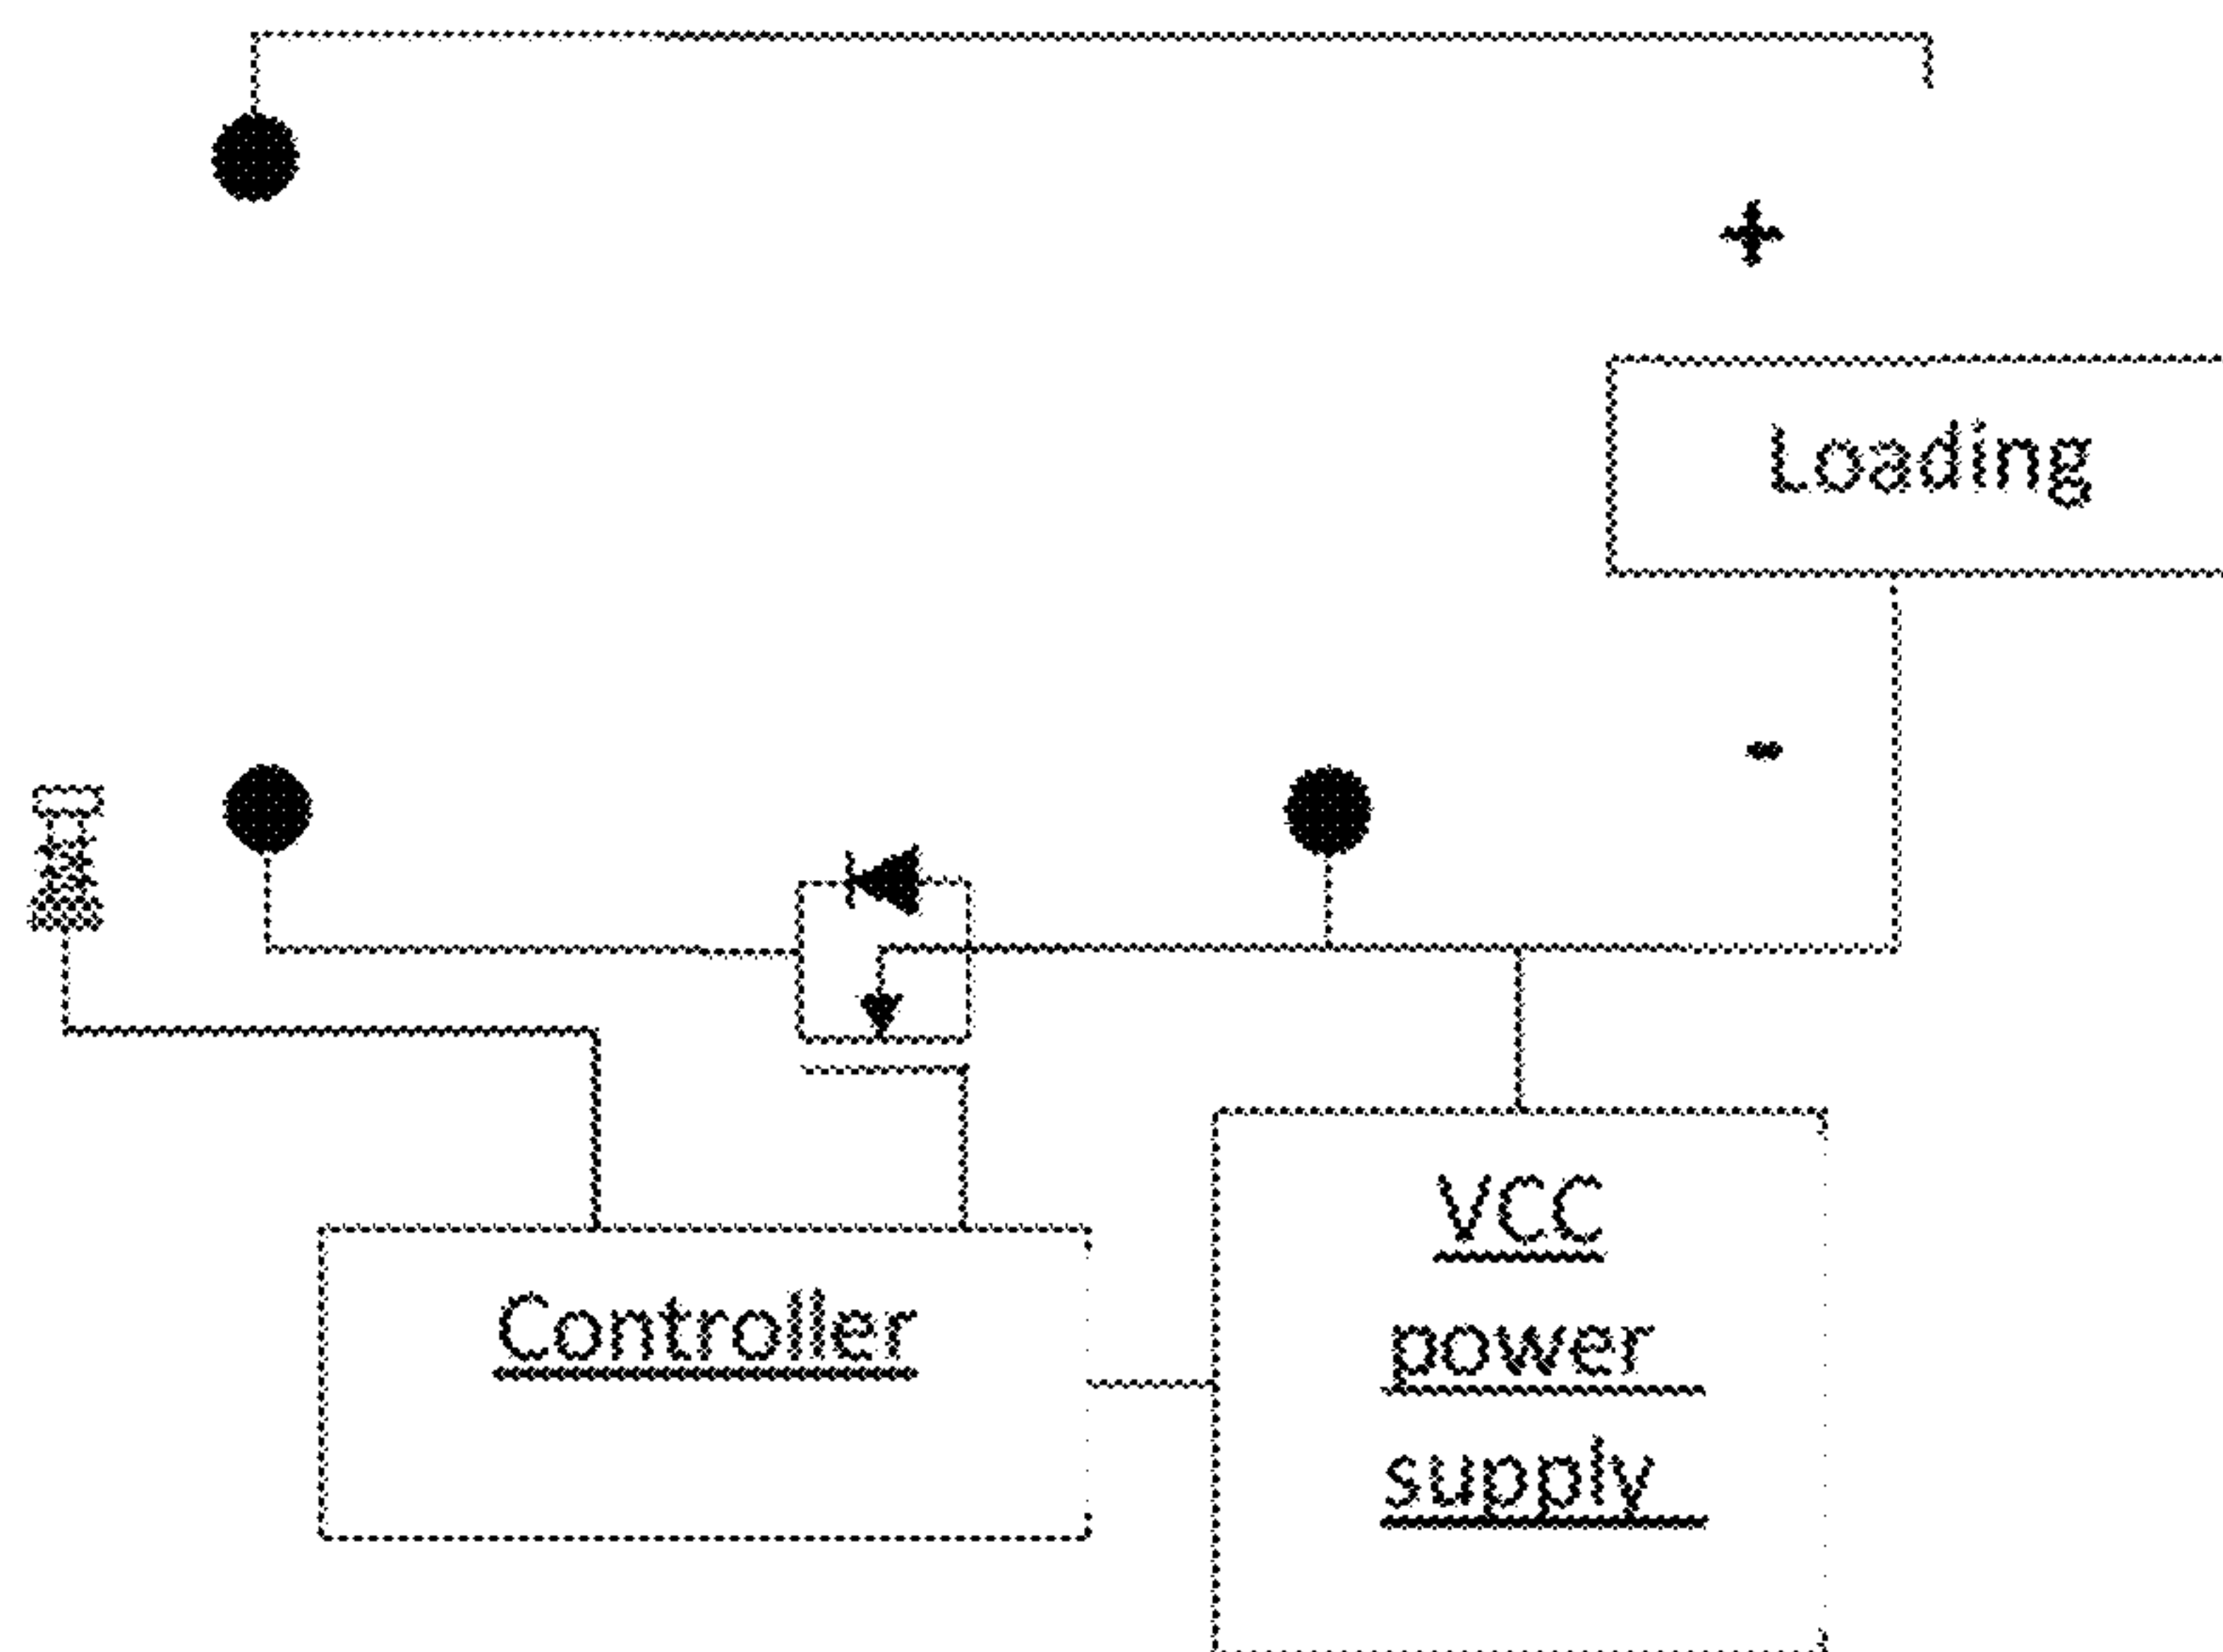 +
Loading
-
Controller
VCC
power
supply